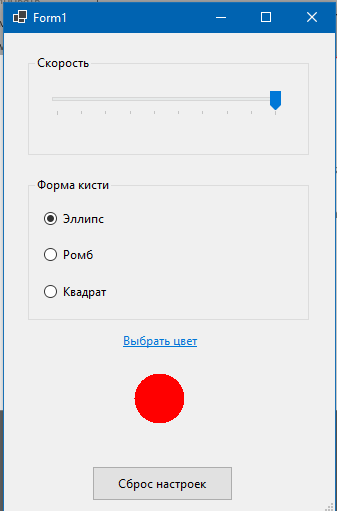 Form1
Скорость
Форма кисти
Эллипс
Ромб
Квадрат
Выбрать цвет
Сброс настроек